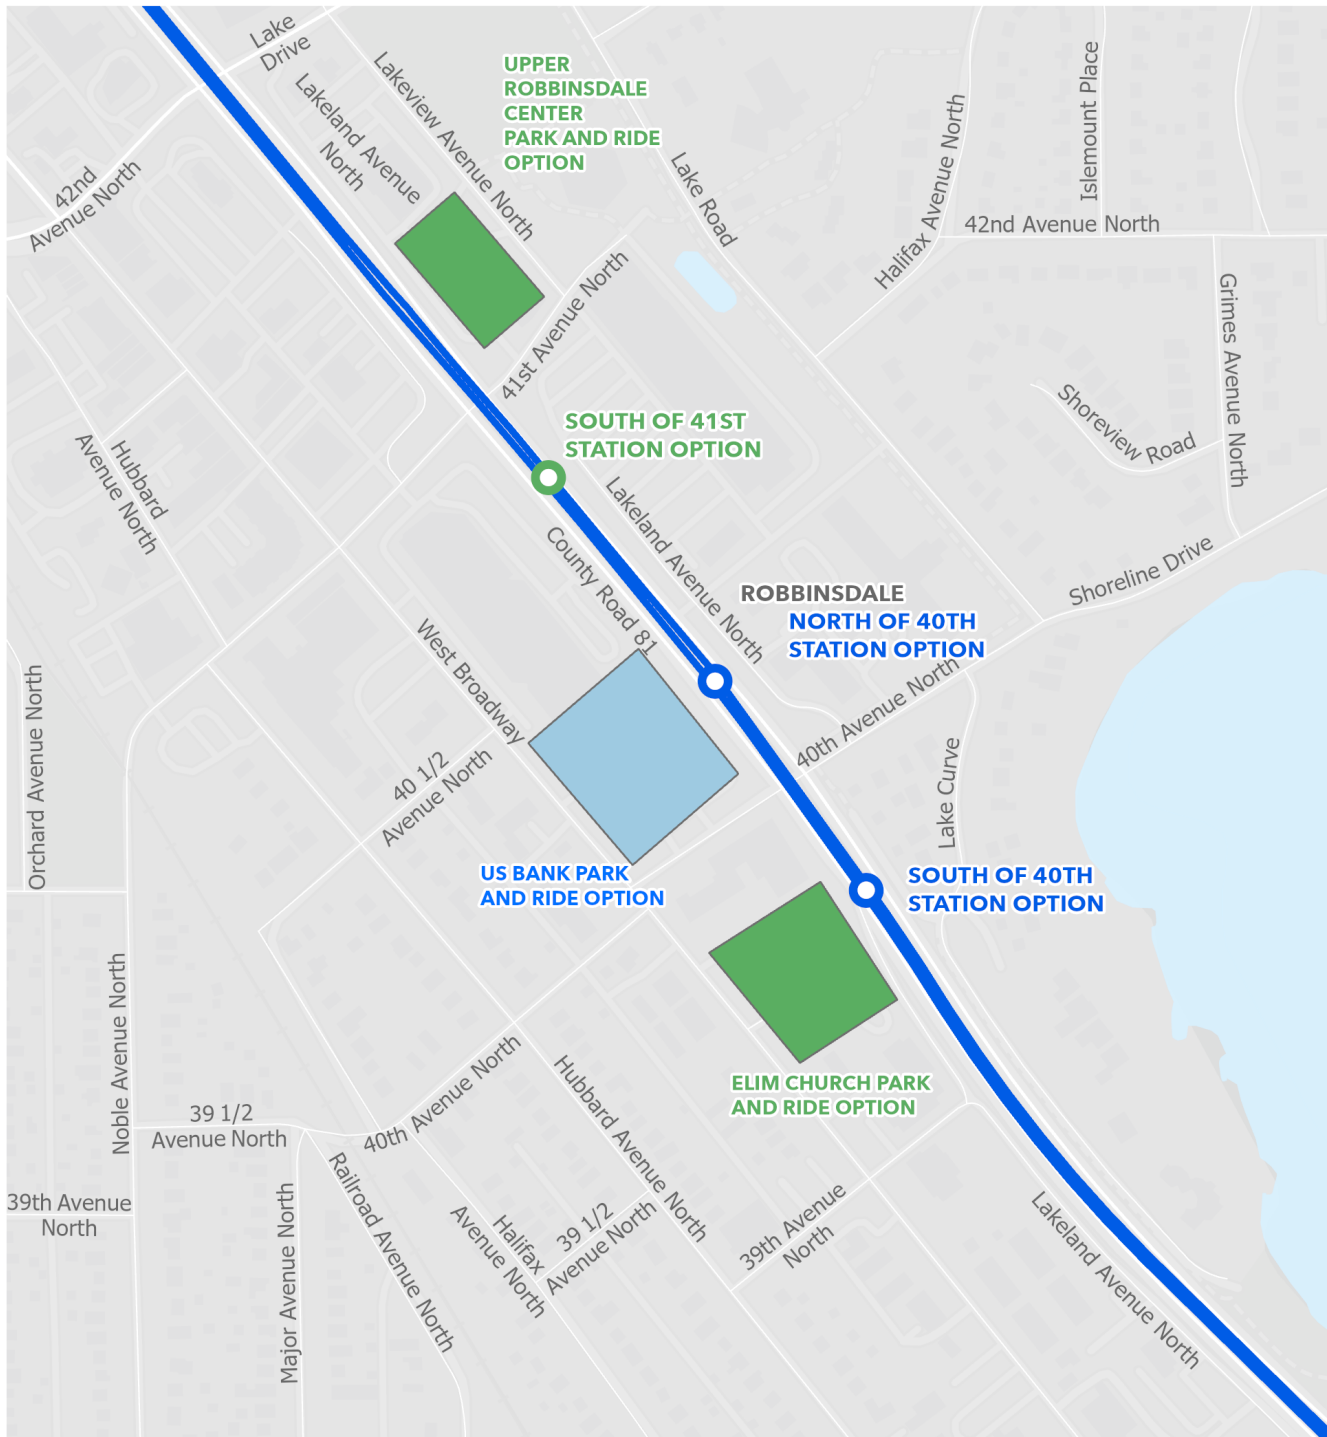 Lake
Drive
Lakeview Avenue North
Lakeland Avenue
North
UPPER
ROBBINSDALE
CENTER
PARK AND RIDE
OPTION
Lake Road
Halifax Avenue North
Islemount Place
42nd Avenue North
42nd
Avenue North
41st Avenue North
Grimes Avenue North
Shoreview Road
SOUTH OF 41ST
STATION OPTION
Hubbard
Avenue North
Lakeland Avenue North
County Road 81
Shoreline Drive
ROBBINSDALE
NORTH OF 40TH
STATION OPTION
West Broadway
40th Avenue North
Orchard Avenue North
40 1/2
Avenue North
Lake Curve
US BANK PARK
AND RIDE OPTION
SOUTH OF 40TH
STATION OPTION
Noble Avenue North
ELIM CHURCH PARK
AND RIDE OPTION
39 1/2
Avenue North
40th Avenue North
Hubbard Avenue North
39th Avenue
North
Major Avenue North
Railroad Avenue North
Halifax
Avenue North
39 1/2
Avenue North
39th Avenue
North
Lakeland Avenue North